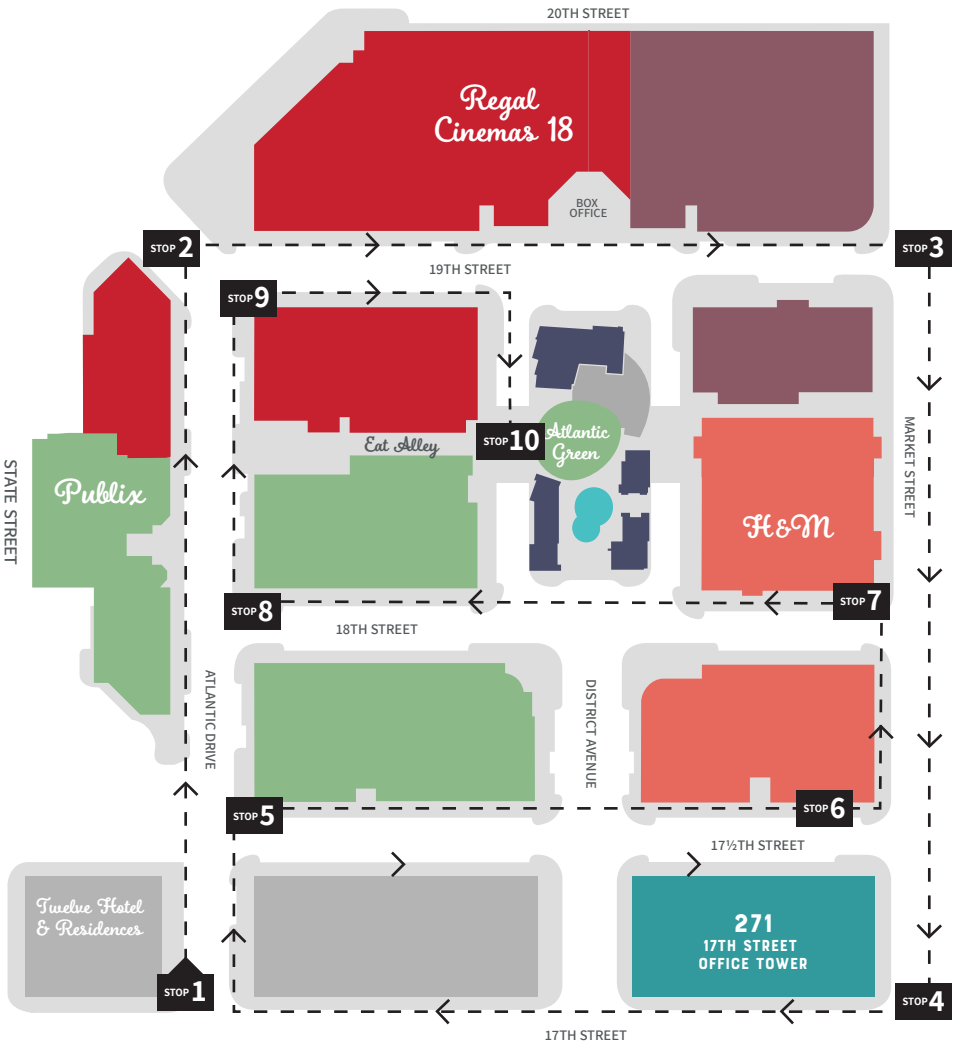 20TH STREET
Regal
Cinemas 18
BOX
OFFICE
STOP 2
STOP 3
19TH STREET
STOP 9
Eat Alley
STOP 10
Atlantic
Green
MARKET STREET
STATE STREET
Publix
H&M
STOP 7
STOP 8
18TH STREET
ATLANTIC DRIVE
DISTRICT AVENUE
STOP 5
STOP 6
17½TH STREET
Twelve Hotel
& Residences
271
17TH STREET
OFFICE TOWER
STOP 1
STOP 4
17TH STREET